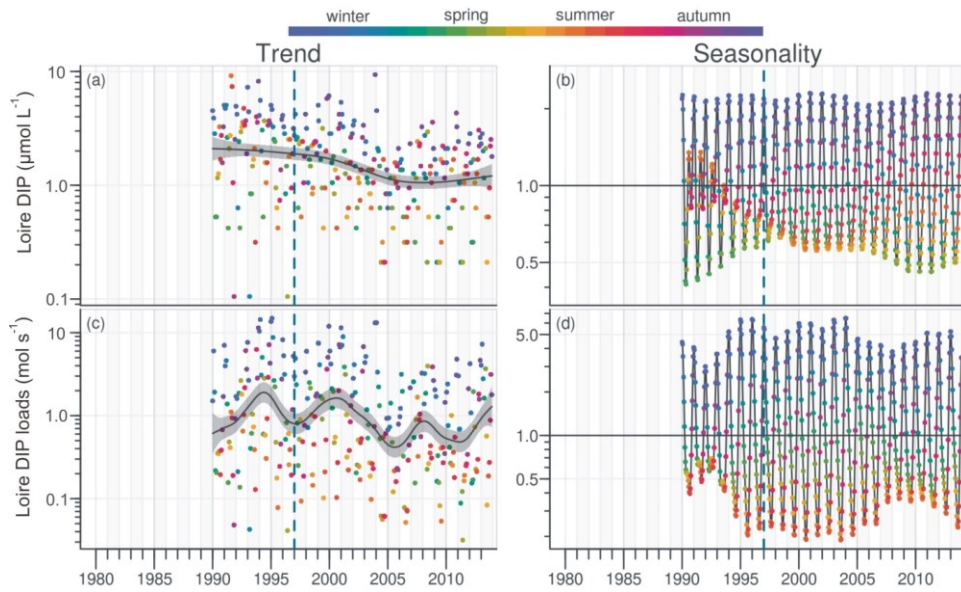 winter spring summer autumn
Trend Seasonality
(a) (b)
10
1.0
0.1
Loire DIP (μmol L⁻¹)
1.0
0.5
(c) (d)
10
1.0
0.1
Loire DIP loads (mol s⁻¹)
5.0
1.0
0.5
1980 1985 1990 1995 2000 2005 2010
1980 1985 1990 1995 2000 2005 2010